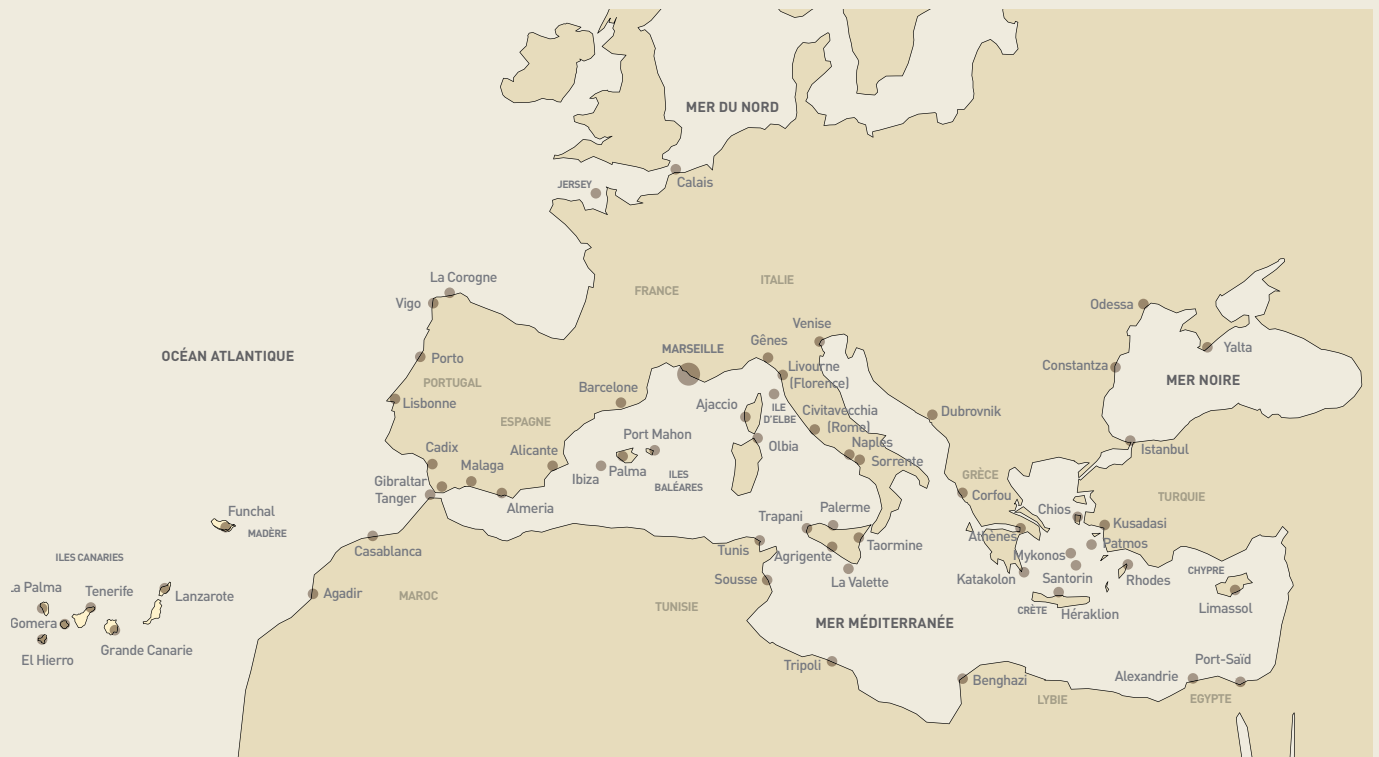 MER DU NORD
JERSEY
Calais
La Corogne
Vigo
FRANCE
ITALIE
Odessa
Venise
Gênes
MARSEILLE
Yalta
OCÉAN ATLANTIQUE
Porto
Livourne
(Florence)
Constantza
MER NOIRE
PORTUGAL
Barcelone
Lisbonne
Ajaccio
ILE
D'ELBE
Civitavecchia
(Rome)
Dubrovnik
ESPAGNE
Port Mahon
Olbia
Naples
Istanbul
Cadix
Alicante
Malaga
Palma
Ibiza
ILES
BALÉARES
Sorrente
GRÈCE
Gibraltar
Tanger
Almeria
Corfou
TURQUIE
Funchal
MADÈRE
Trapani
Palerme
Chios
Kusadasi
Athènes
Casablanca
Tunis
Agrigente
Taormine
Patmos
Mykonos
ILES CANARIES
Sousse
La Valette
Katakolon
Santorin
Rhodes
CHYPRE
a Palma
Tenerife
Lanzarote
Agadir
MAROC
TUNISIE
CRÈTE
Héraklion
Limassol
Gomera
MER MÉDITERRANÉE
El Hierro
Grande Canarie
Tripoli
Benghazi
Port-Saïd
Alexandrie
LYBIE
EGYPTE